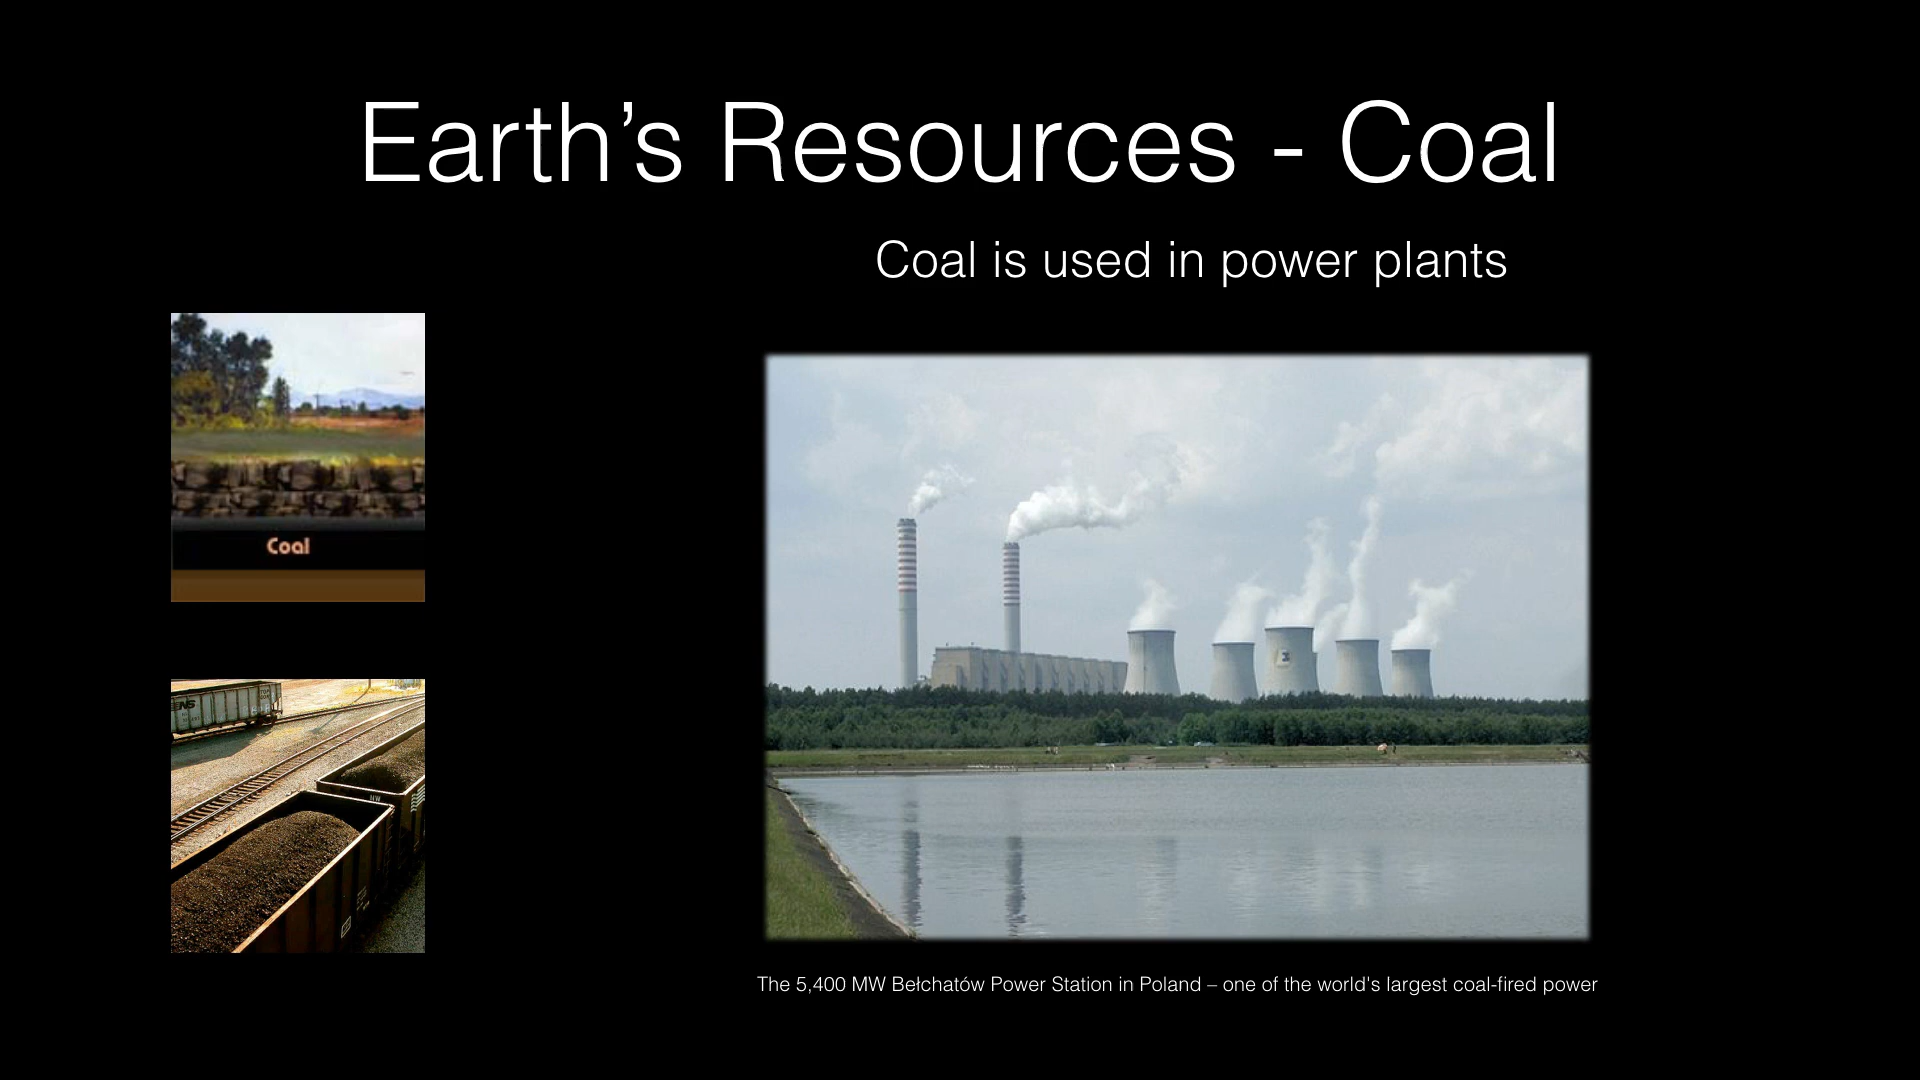 Earth’s Resources - Coal
Coal is used in power plants
Coal
NS
The 5,400 MW Bełchatów Power Station in Poland – one of the world's largest coal-fired power